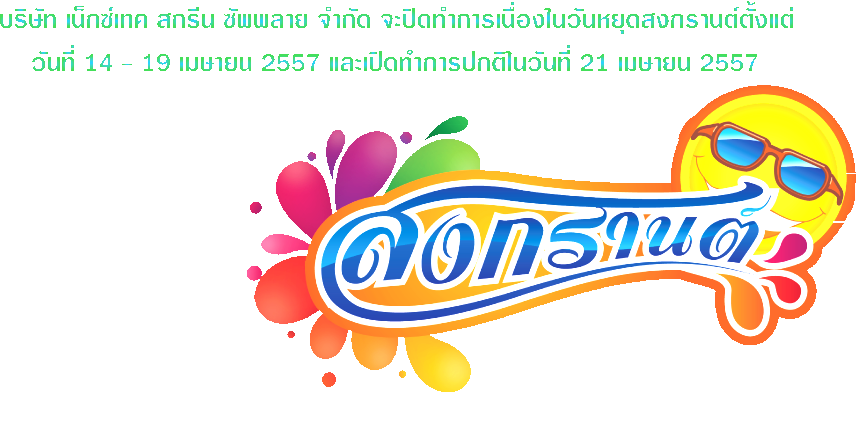 บริษัท เน็กซ์เทค สกรีน ซัพพลาย จำกัด จะปิดทำการเนื่องในวันหยุดสงกรานต์ตั้งแต่
วันที่ 14 - 19 เมษายน 2557 และเปิดทำการปกติในวันที่ 21 เมษายน 2557
สงกรานต์